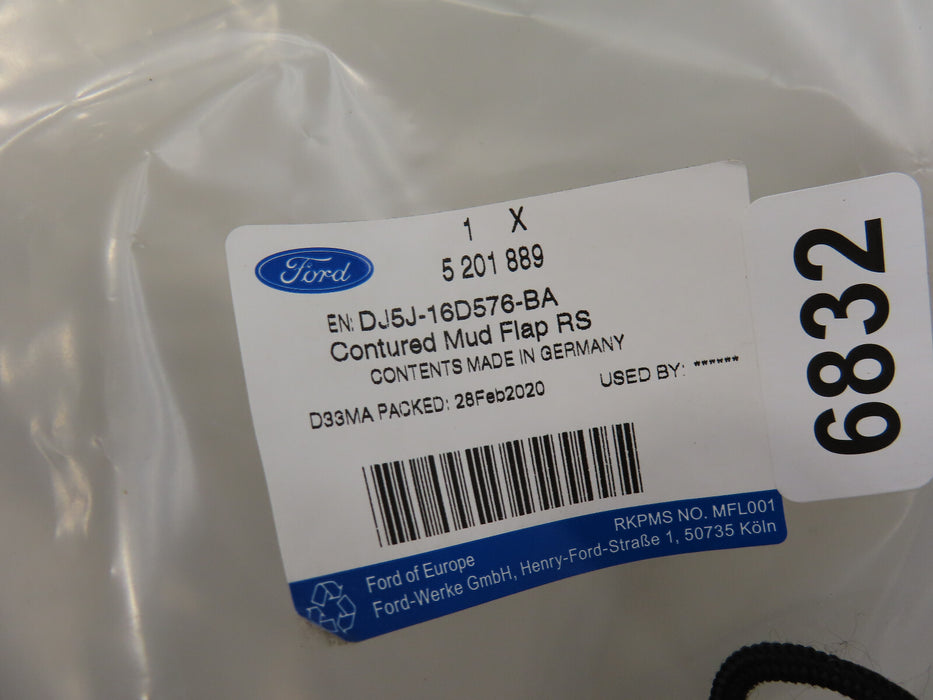 1 X
5 201 889
Ford
EN: DJ5J-16D576-BA
Contured Mud Flap RS
CONTENTS MADE IN GERMANY
D33MA PACKED: 28Feb2020 USED BY: ******
RKPMS NO. MFL001
Ford of Europe
Ford-Werke GmbH, Henry-Ford-Straße 1, 50735 Köln
6832